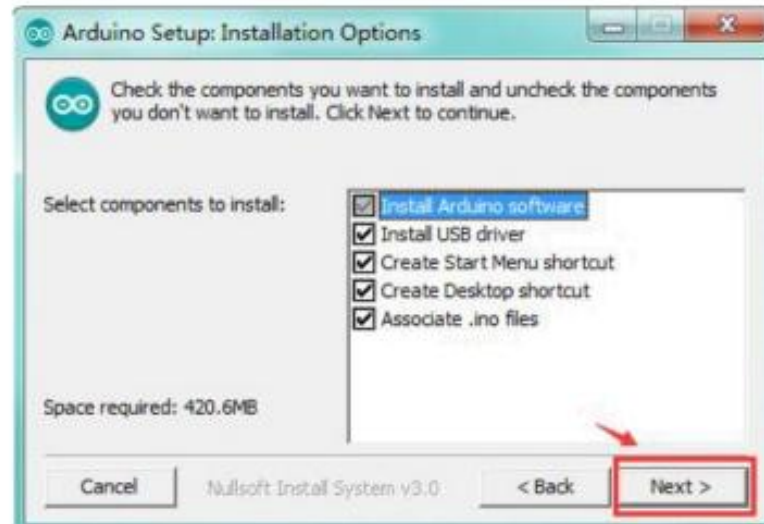 Arduino Setup: Installation Options
Check the components you want to install and uncheck the components
you don't want to install. Click Next to continue.
Select components to install:
Install Arduino software
Install USB driver
Create Start Menu shortcut
Create Desktop shortcut
Associate .ino files
Space required: 420.6MB
Cancel
Nullsoft Install System v3.0
< Back
Next >